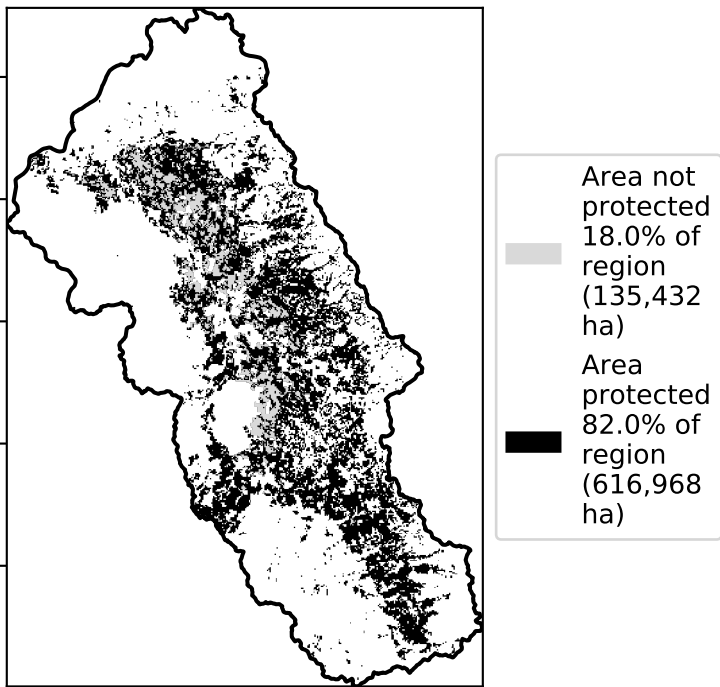 Area not
protected
18.0% of
region
(135,432
ha)
Area
protected
82.0% of
region
(616,968
ha)